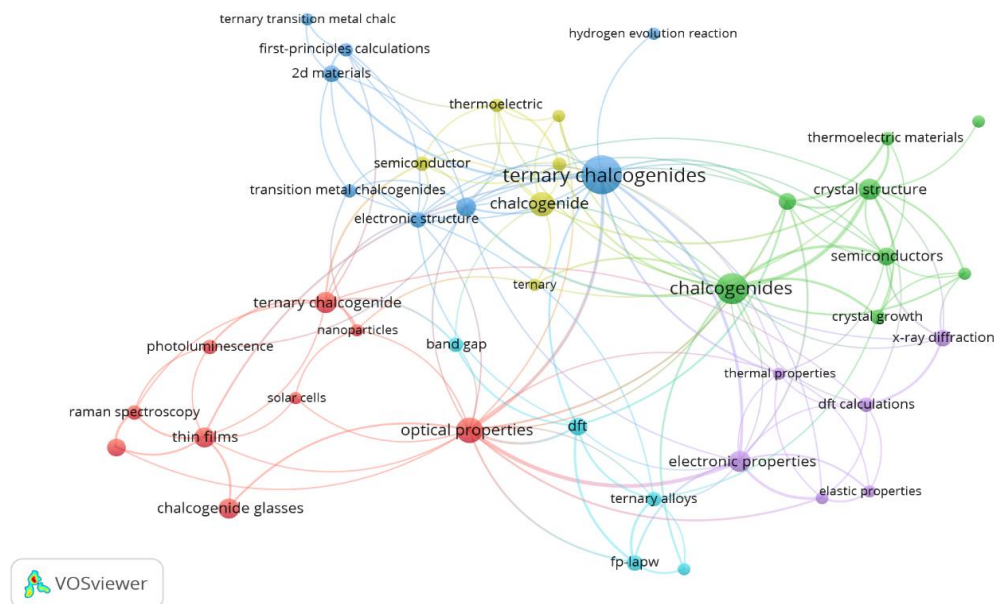 ternary transition metal chalc
hydrogen evolution reaction
first-principles calculations
2d materials
thermoelectric
thermoelectric materials
semiconductor
ternary chalcogenides
transition metal chalcogenides
crystal structure
chalcogenide
electronic structure
semiconductors
ternary
chalcogenides
ternary chalcogenide
nanoparticles
crystal growth
x-ray diffraction
photoluminescence
band gap
thermal properties
solar cells
dft calculations
raman spectroscopy
thin films
optical properties
dft
electronic properties
elastic properties
ternary alloys
chalcogenide glasses
fp-lapw
VOSviewer